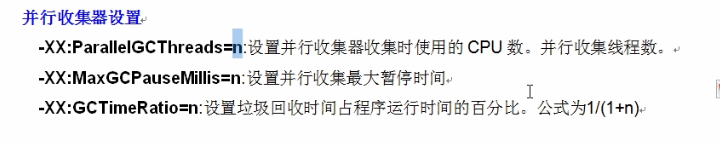 并行收集器设置
-XX:ParallelGCThreads=n:设置并行收集器收集时使用的 CPU 数。并行收集线程数。
-XX:MaxGCPauseMillis=n:设置并行收集最大暂停时间
-XX:GCTimeRatio=n:设置垃圾回收时间占程序运行时间的百分比。公式为1/(1+n)